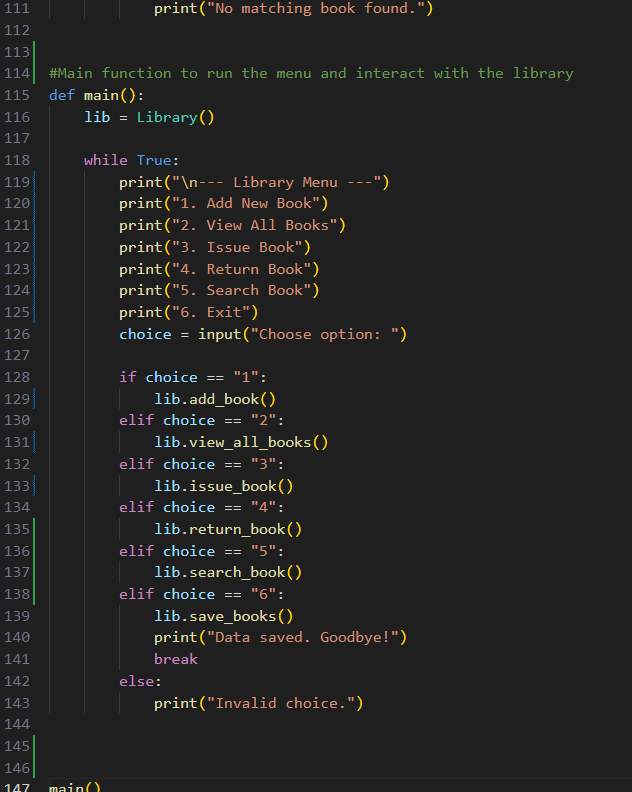 111 print("No matching book found.")
112
113
114 #Main function to run the menu and interact with the library
115 def main():
116 lib = Library()
117
118 while True:
119 print("\n--- Library Menu ---")
120 print("1. Add New Book")
121 print("2. View All Books")
122 print("3. Issue Book")
123 print("4. Return Book")
124 print("5. Search Book")
125 print("6. Exit")
126 choice = input("Choose option: ")
127
128 if choice == "1":
129 lib.add_book()
130 elif choice == "2":
131 lib.view_all_books()
132 elif choice == "3":
133 lib.issue_book()
134 elif choice == "4":
135 lib.return_book()
136 elif choice == "5":
137 lib.search_book()
138 elif choice == "6":
139 lib.save_books()
140 print("Data saved. Goodbye!")
141 break
142 else:
143 print("Invalid choice.")
144
145
146
147 main()